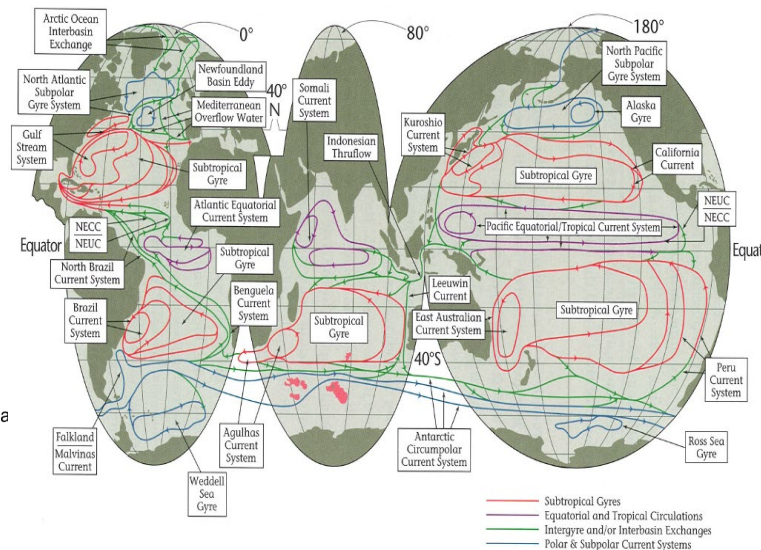 Arctic Ocean
Interbasin
Exchange
0°
80°
180°
North Atlantic
Subpolar
Gyre System
Newfoundland
Basin Eddy
40°
N
Mediterranean
Overflow Water
Somali
Current
System
North Pacific
Subpolar
Gyre System
Alaska
Gyre
Gulf
Stream
System
Indonesian
Thruflow
Kuroshio
Current
System
California
Current
Subtropical
Gyre
Subtropical Gyre
Atlantic Equatorial
Current System
NECC
NEUC
NEUC
NECC
Pacific Equatorial/Tropical Current System
Equator
Equat
North Brazil
Current System
Subtropical
Gyre
Brazil
Current
System
Benguela
Current
System
Subtropical
Gyre
Leeuwin
Current
East Australian
Current System
Subtropical Gyre
40°S
Peru
Current
System
a
Falkland
Malvinas
Current
Weddell
Sea
Gyre
Agulhas
Current
System
Antarctic
Circumpolar
Current System
Ross Sea
Gyre
Subtropical Gyres
Equatorial and Tropical Circulations
Intergyre and/or Interbasin Exchanges
Polar & Subpolar Current Systems